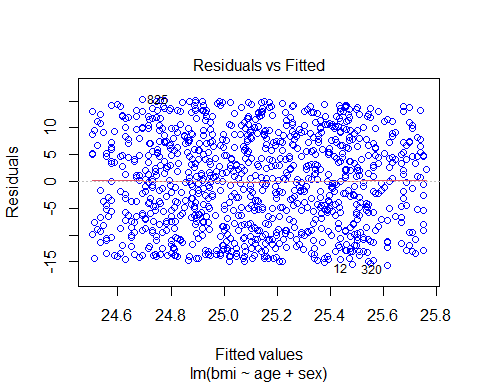 Residuals vs Fitted
Residuals
10
5
0
-5
-15
825
12
320
24.6 24.8 25.0 25.2 25.4 25.6 25.8
Fitted values
lm(bmi ~ age + sex)